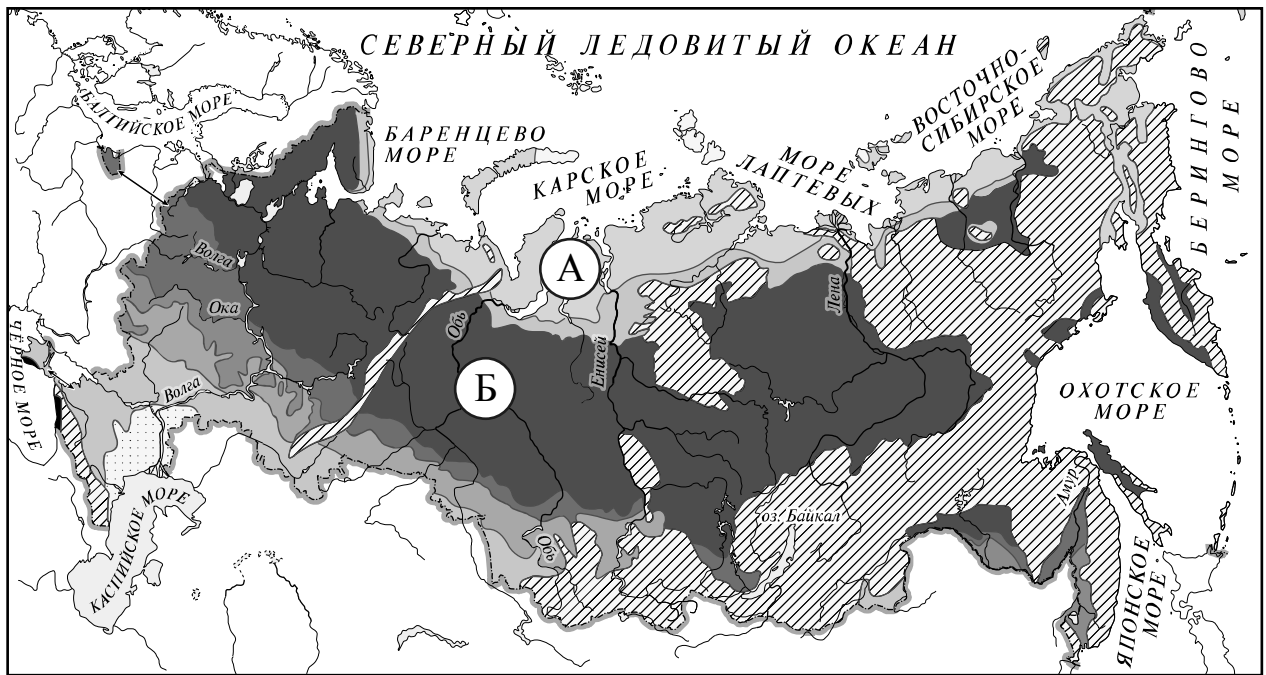 СЕВЕРНЫЙ ЛЕДОВИТЫЙ ОКЕАН
БАЛТИЙСКОЕ МОРЕ
БАРЕНЦЕВО
МОРЕ
КАРСКОЕ
МОРЕ
МОРЕ
ЛАПТЕВЫХ
ВОСТОЧНО-
СИБИРСКОЕ
МОРЕ
БЕРИНГОВО
МОРЕ
Волга
Ока
Волга
А
Обь
Енисей
Лена
Б
ЧЁРНОЕ МОРЕ
ОХОТСКОЕ
МОРЕ
КАСПИЙСКОЕ МОРЕ
Обь
оз. Байкал
Амур
ЯПОНСКОЕ
МОРЕ